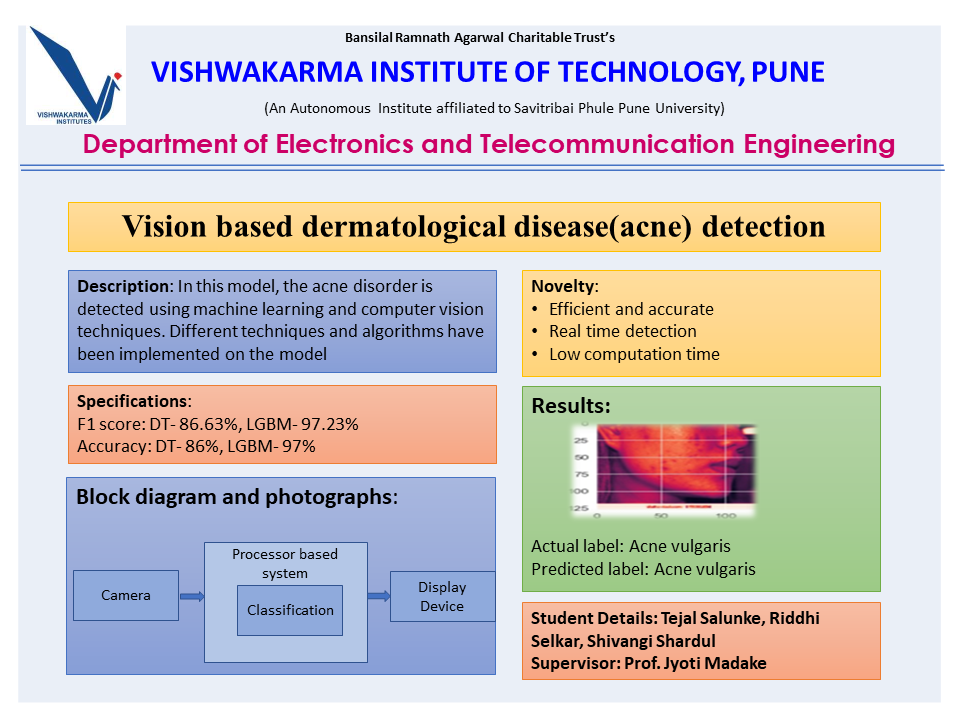 Bansilal Ramnath Agarwal Charitable Trust's
VISHWAKARMA INSTITUTE OF TECHNOLOGY, PUNE
(An Autonomous Institute affiliated to Savitribai Phule Pune University)
VISHWAKARMA
INSTITUTES
Department of Electronics and Telecommunication Engineering
Vision based dermatological disease(acne) detection
Description: In this model, the acne disorder is
detected using machine learning and computer vision
techniques. Different techniques and algorithms have
been implemented on the model
Specifications:
F1 score: DT- 86.63%, LGBM- 97.23%
Accuracy: DT- 86%, LGBM- 97%
Block diagram and photographs:
Camera
Processor based
system
Classification
Display
Device
Novelty:
• Efficient and accurate
• Real time detection
• Low computation time
Results:
25
50
75
100
125
0 50 100
Actual label: Acne vulgaris
Predicted label: Acne vulgaris
Student Details: Tejal Salunke, Riddhi
Selkar, Shivangi Shardul
Supervisor: Prof. Jyoti Madake